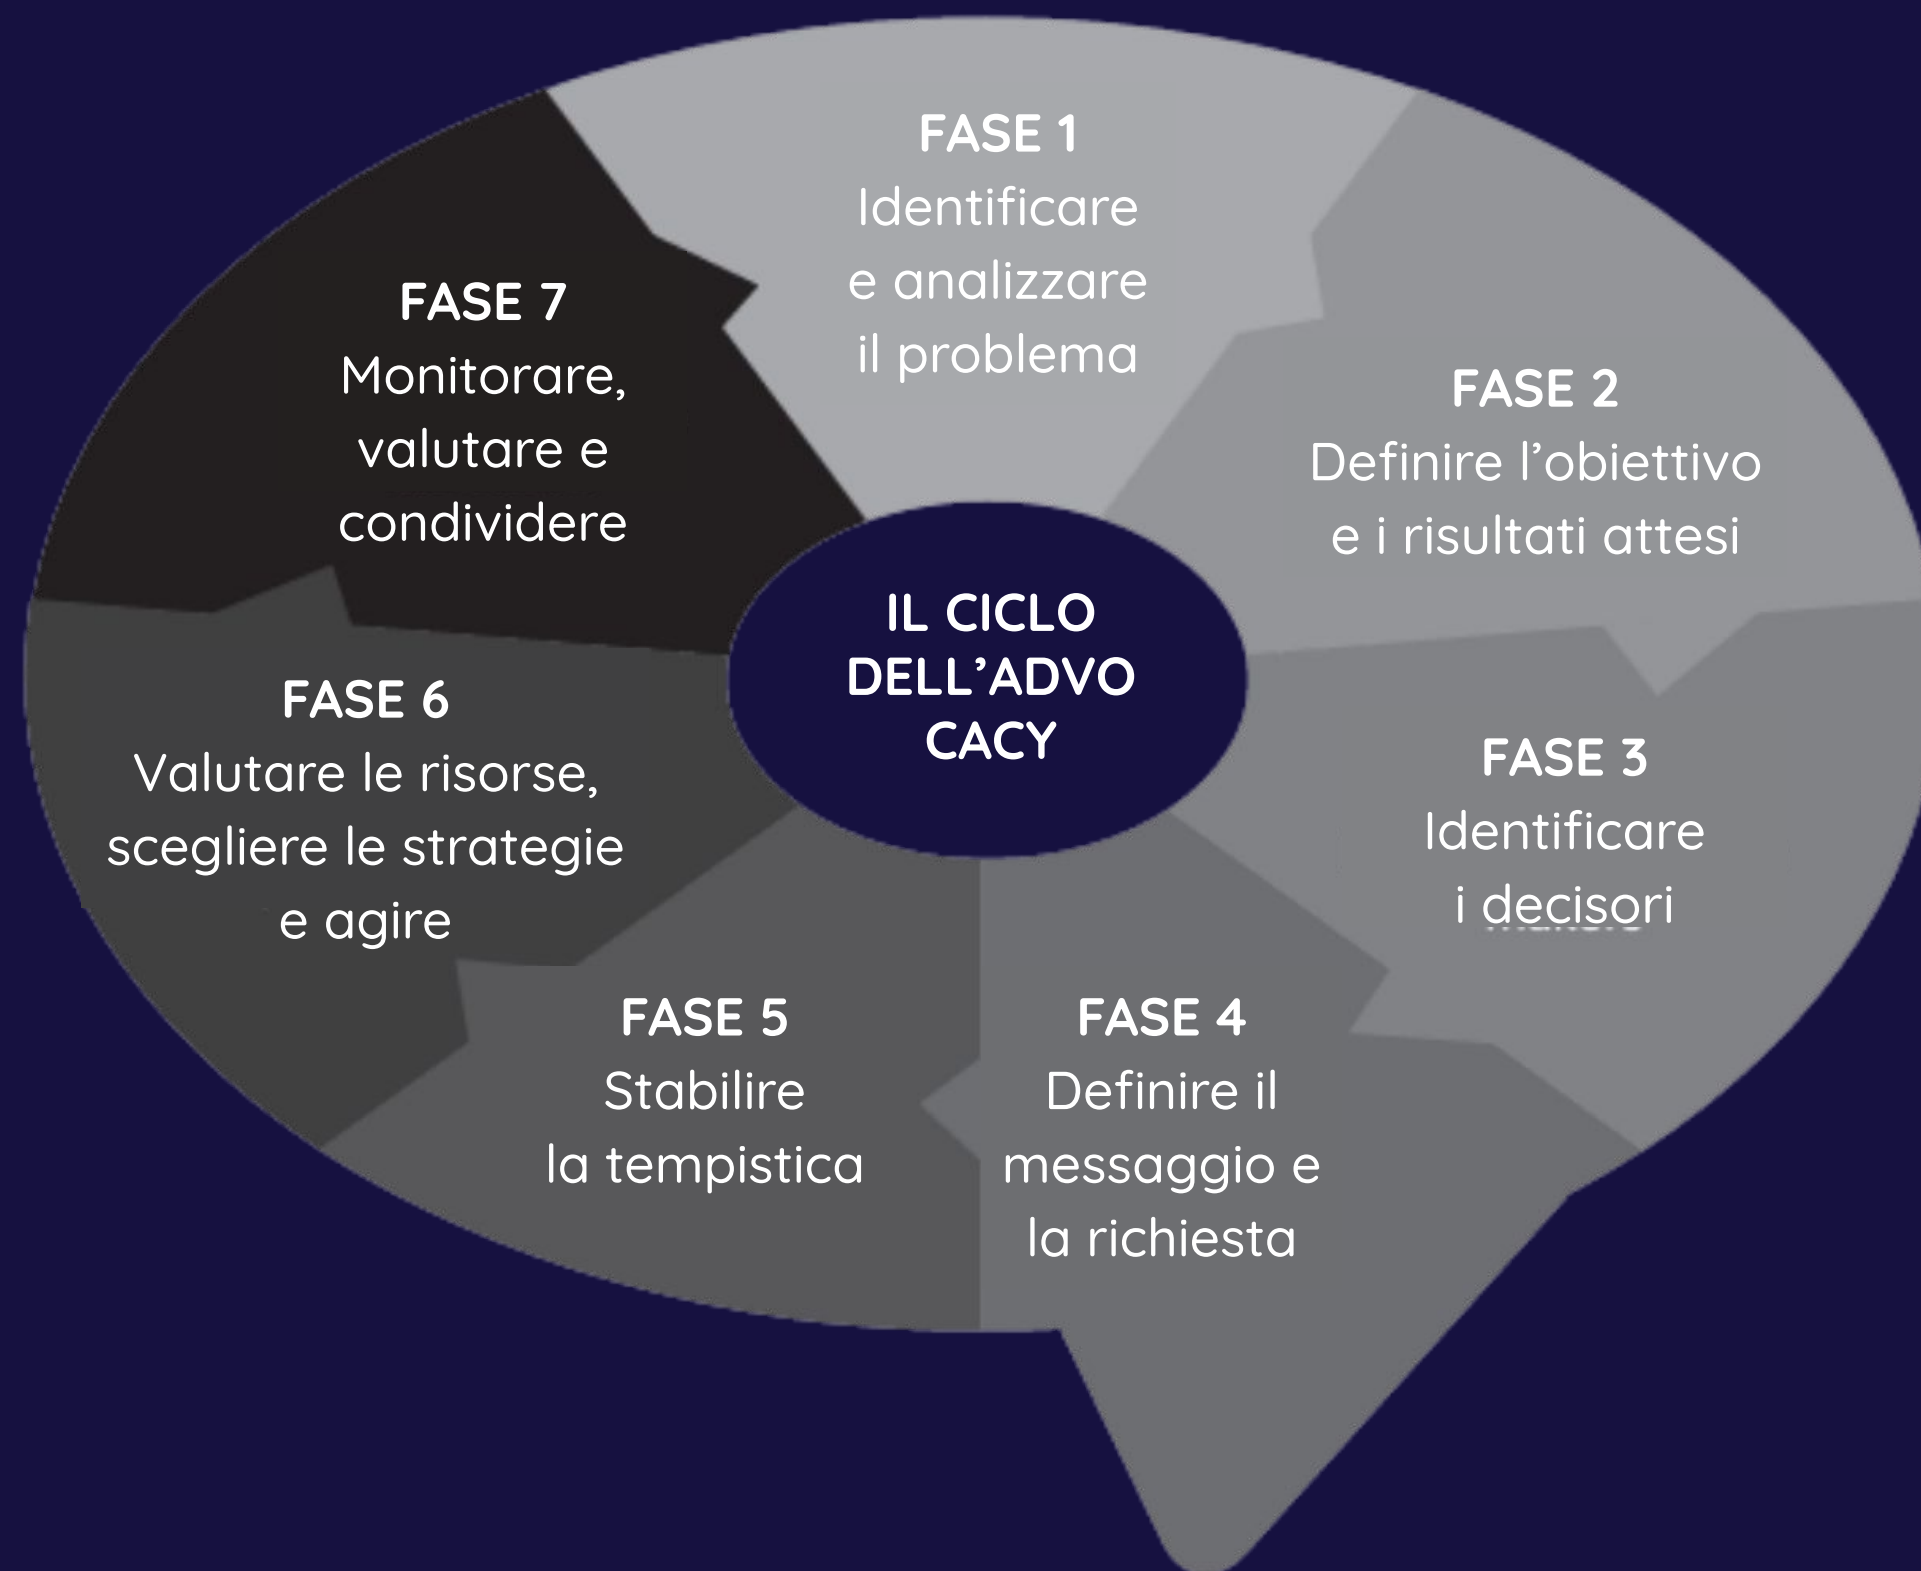 FASE 1
Identificare
e analizzare
il problema
FASE 2
Definire l’obiettivo
e i risultati attesi
FASE 3
Identificare
i decisori
FASE 4
Definire il
messaggio e
la richiesta
FASE 5
Stabilire
la tempistica
FASE 6
Valutare le risorse,
scegliere le strategie
e agire
FASE 7
Monitorare,
valutare e
condividere
IL CICLO
DELL’ADVO
CACY